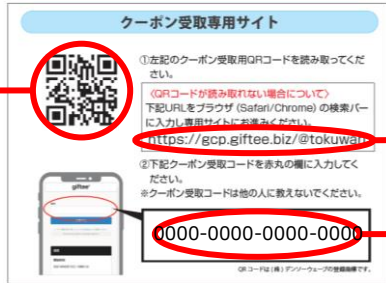 クーポン受取専用サイト
①左記のクーポン受取用QRコードを読み取ってくだ
さい。
〈QRコードが読み取れない場合について〉
下記URLをブラウザ (Safari/Chrome) の検索バー
に入力し専用サイトにお進みください。
https://gcp.giftee.biz/@tokuwan
②下記クーポン受取コードを赤丸の欄に入力してく
ださい。
※クーポン受取コードは他の人に教えないでください。
giftee
0000-0000-0000-0000
QRコードは(株)デンソーウェーブの登録商標です。